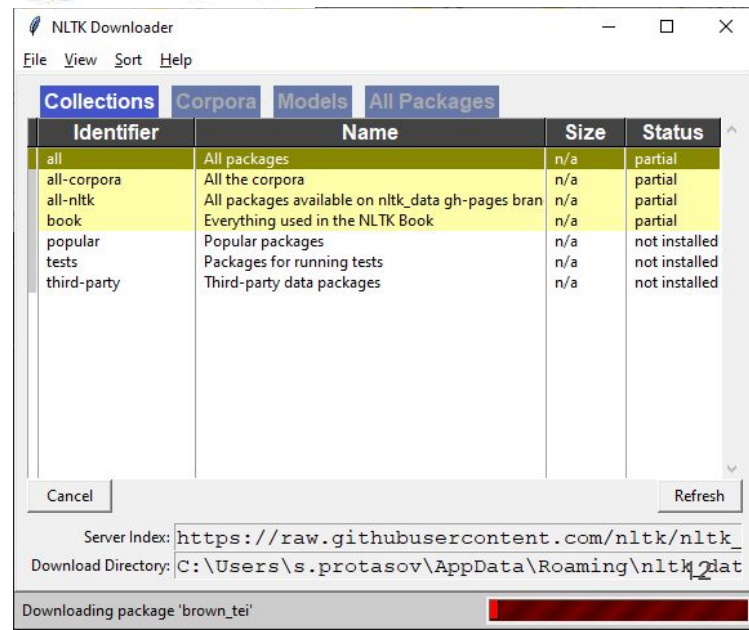 NLTK Downloader
File View Sort Help
Collections Corpora Models All Packages
Identifier Name Size Status
all All packages n/a partial
all-corpora All the corpora n/a partial
all-nltk All packages available on nltk_data gh-pages bran n/a partial
book Everything used in the NLTK Book n/a partial
popular Popular packages n/a not installed
tests Packages for running tests n/a not installed
third-party Third-party data packages n/a not installed
Cancel Refresh
Server Index: https://raw.githubusercontent.com/nltk/nltk_
Download Directory: C:\Users\s.protasov\AppData\Roaming\nltk_dat
12
Downloading package 'brown_tei'